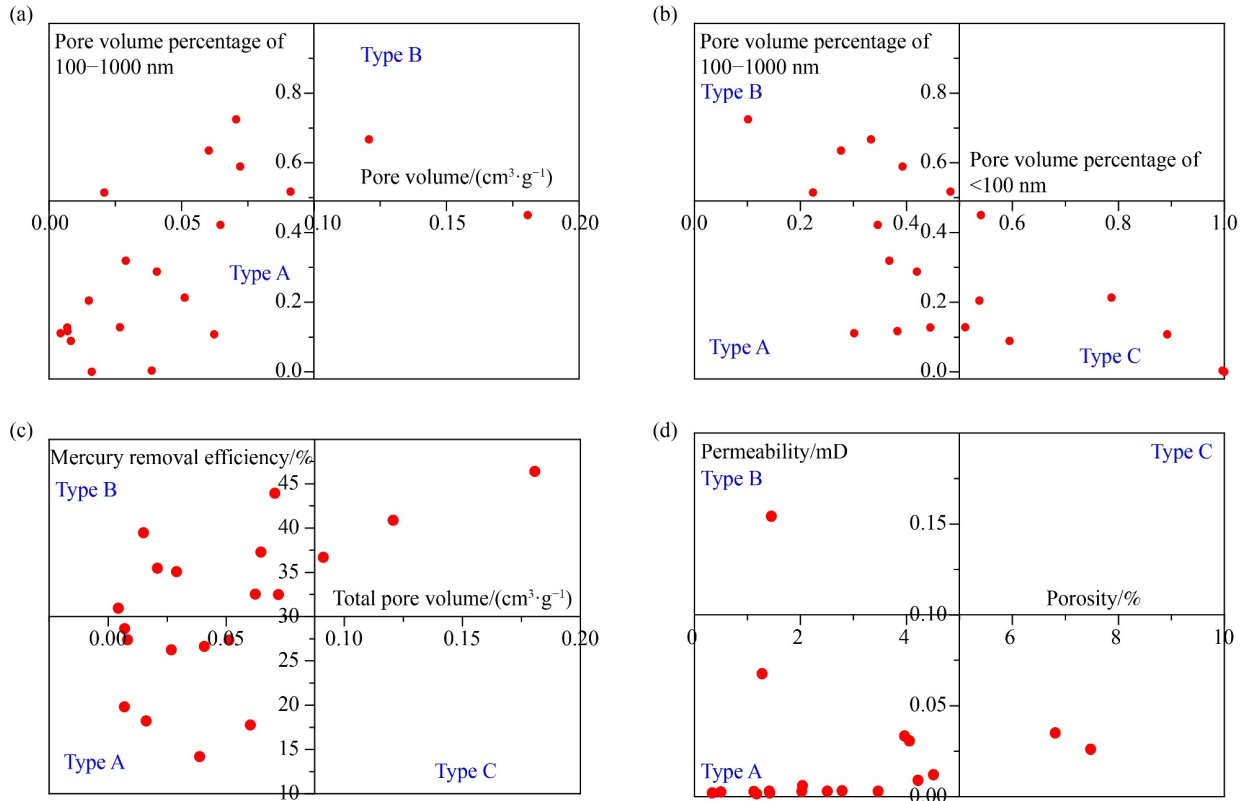 (a)
Pore volume percentage of
100−1000 nm
Type B
0.8
0.6
Pore volume/(cm³·g⁻¹)
0.00
0.05
0.10
0.15
0.20
0.4
Type A
0.2
0.0
(b)
Pore volume percentage of
100−1000 nm
Type B
0.8
0.6
Pore volume percentage of
<100 nm
0.0
0.2
0.4
0.6
0.8
1.0
0.4
0.2
Type A
Type C
0.0
(c)
Mercury removal efficiency/%
Type B
45
40
35
Total pore volume/(cm³·g⁻¹)
30
0.00
0.05
0.10
0.15
0.20
25
20
15
Type A
Type C
10
(d)
Permeability/mD
Type C
Type B
0.15
0.10
Porosity/%
0
2
4
6
8
10
0.05
Type A
0.00